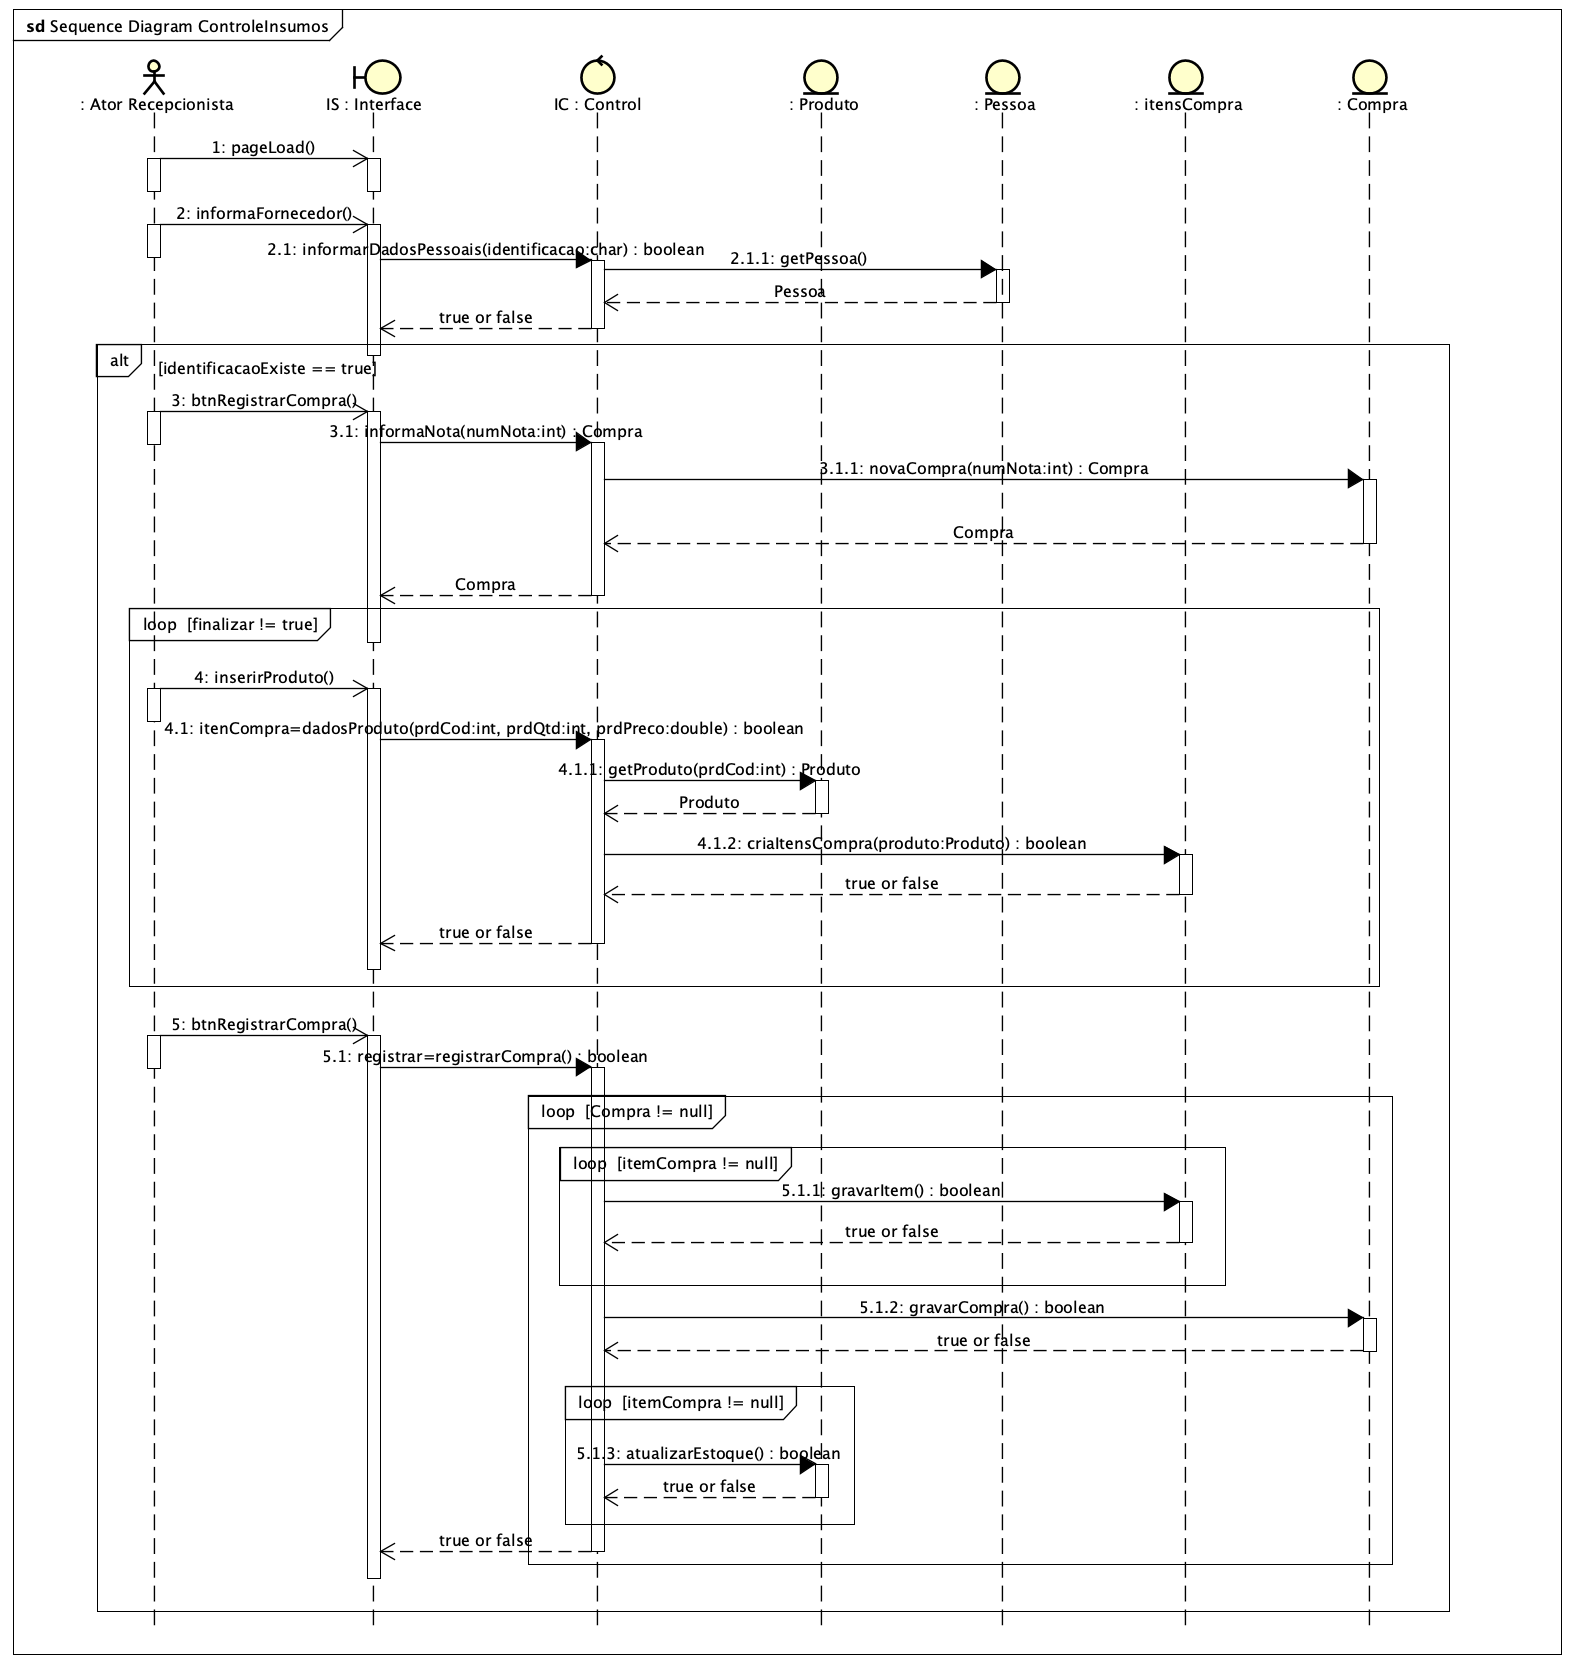 sd Sequence Diagram ControleInsumos
: Ator Recepcionista
IS : Interface
IC : Control
: Produto
: Pessoa
: itensCompra
: Compra
1: pageLoad()
2: informaFornecedor()
2.1: informarDadosPessoais(identificacao:char) : boolean
2.1.1: getPessoa()
Pessoa
true or false
alt
[identificacaoExiste == true]
3: btnRegistrarCompra()
3.1: informaNota(numNota:int) : Compra
3.1.1: novaCompra(numNota:int) : Compra
Compra
Compra
loop [finalizar != true]
4: inserirProduto()
4.1: itenCompra=dadosProduto(prdCod:int, prdQtd:int, prdPreco:double) : boolean
4.1.1: getProduto(prdCod:int) : Produto
Produto
4.1.2: criaItensCompra(produto:Produto) : boolean
true or false
true or false
5: btnRegistrarCompra()
5.1: registrar=registrarCompra() : boolean
loop [Compra != null]
loop [itemCompra != null]
5.1.1: gravarItem() : boolean
true or false
5.1.2: gravarCompra() : boolean
true or false
loop [itemCompra != null]
5.1.3: atualizarEstoque() : boolean
true or false
true or false